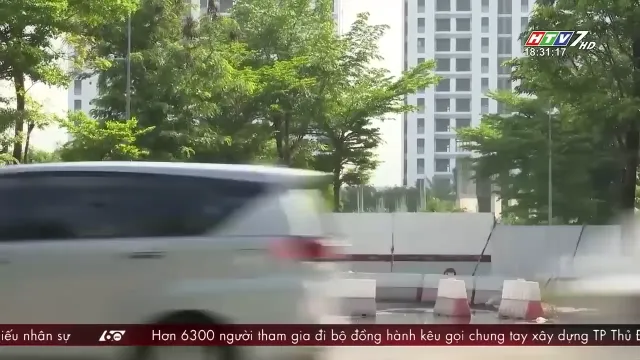 HTV7 HD
18:31:17
iếu nhân sự 60 Hơn 6300 người tham gia đi bộ đồng hành kêu gọi chung tay xây dựng TP Thủ